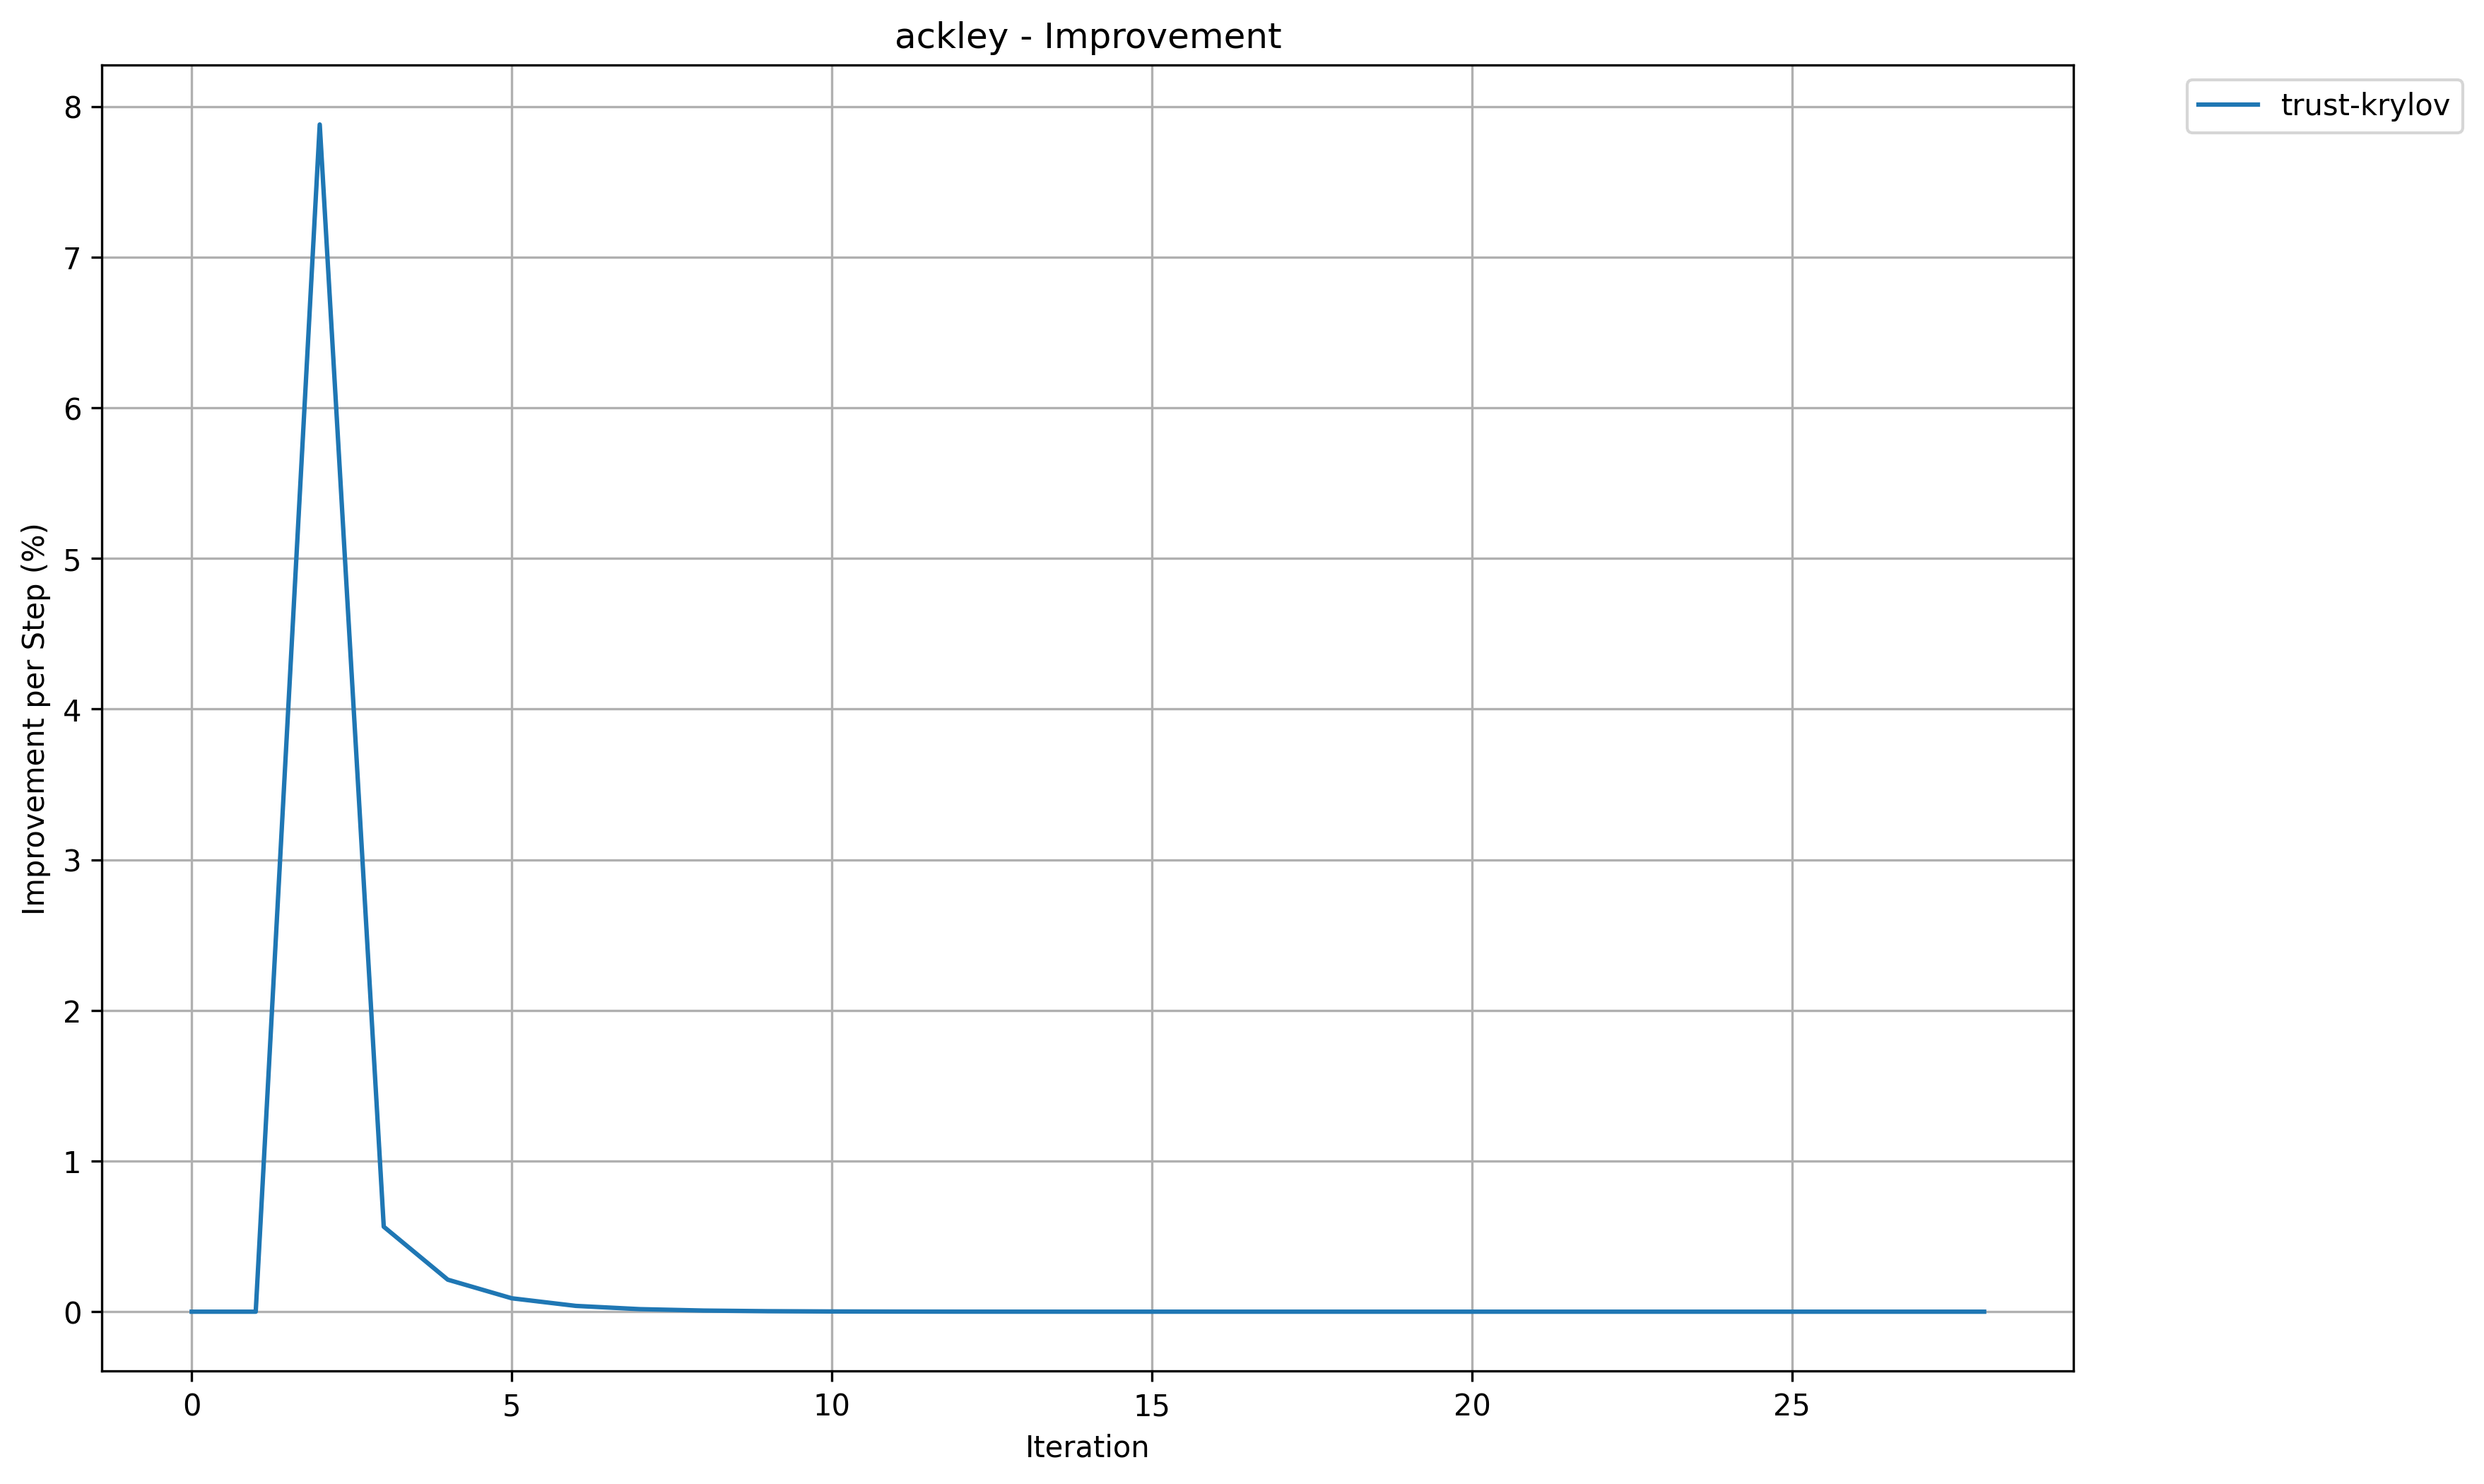 ackley - Improvement
trust-krylov
Improvement per Step (%)
8
7
6
5
4
3
2
1
0
0 5 10 15 20 25
Iteration